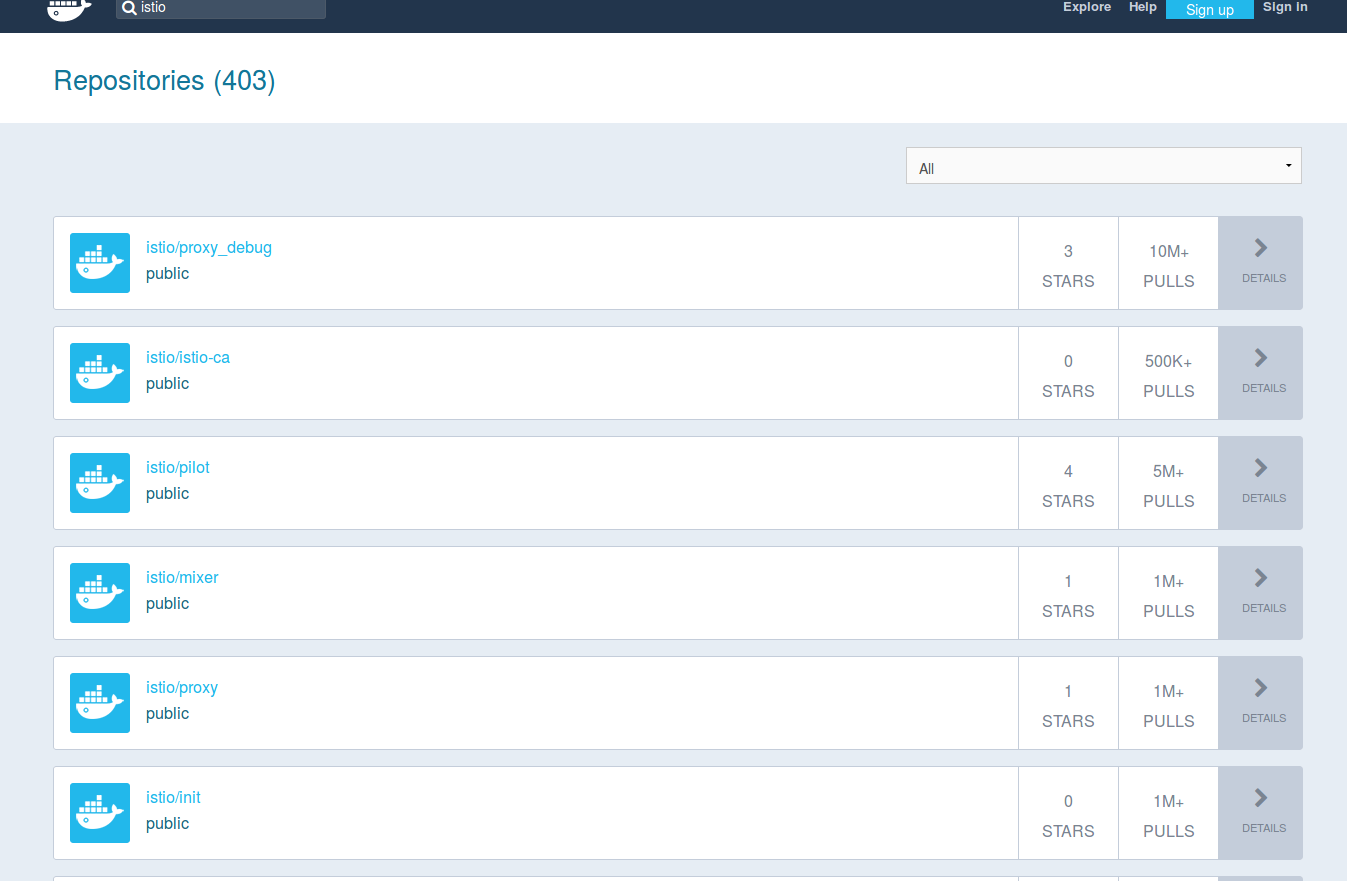 istio
Explore Help Sign up Sign In
Repositories (403)
All
istio/proxy_debug
public
3
STARS
10M+
PULLS
DETAILS
istio/istio-ca
public
0
STARS
500K+
PULLS
DETAILS
istio/pilot
public
4
STARS
5M+
PULLS
DETAILS
istio/mixer
public
1
STARS
1M+
PULLS
DETAILS
istio/proxy
public
1
STARS
1M+
PULLS
DETAILS
istio/init
public
0
STARS
1M+
PULLS
DETAILS